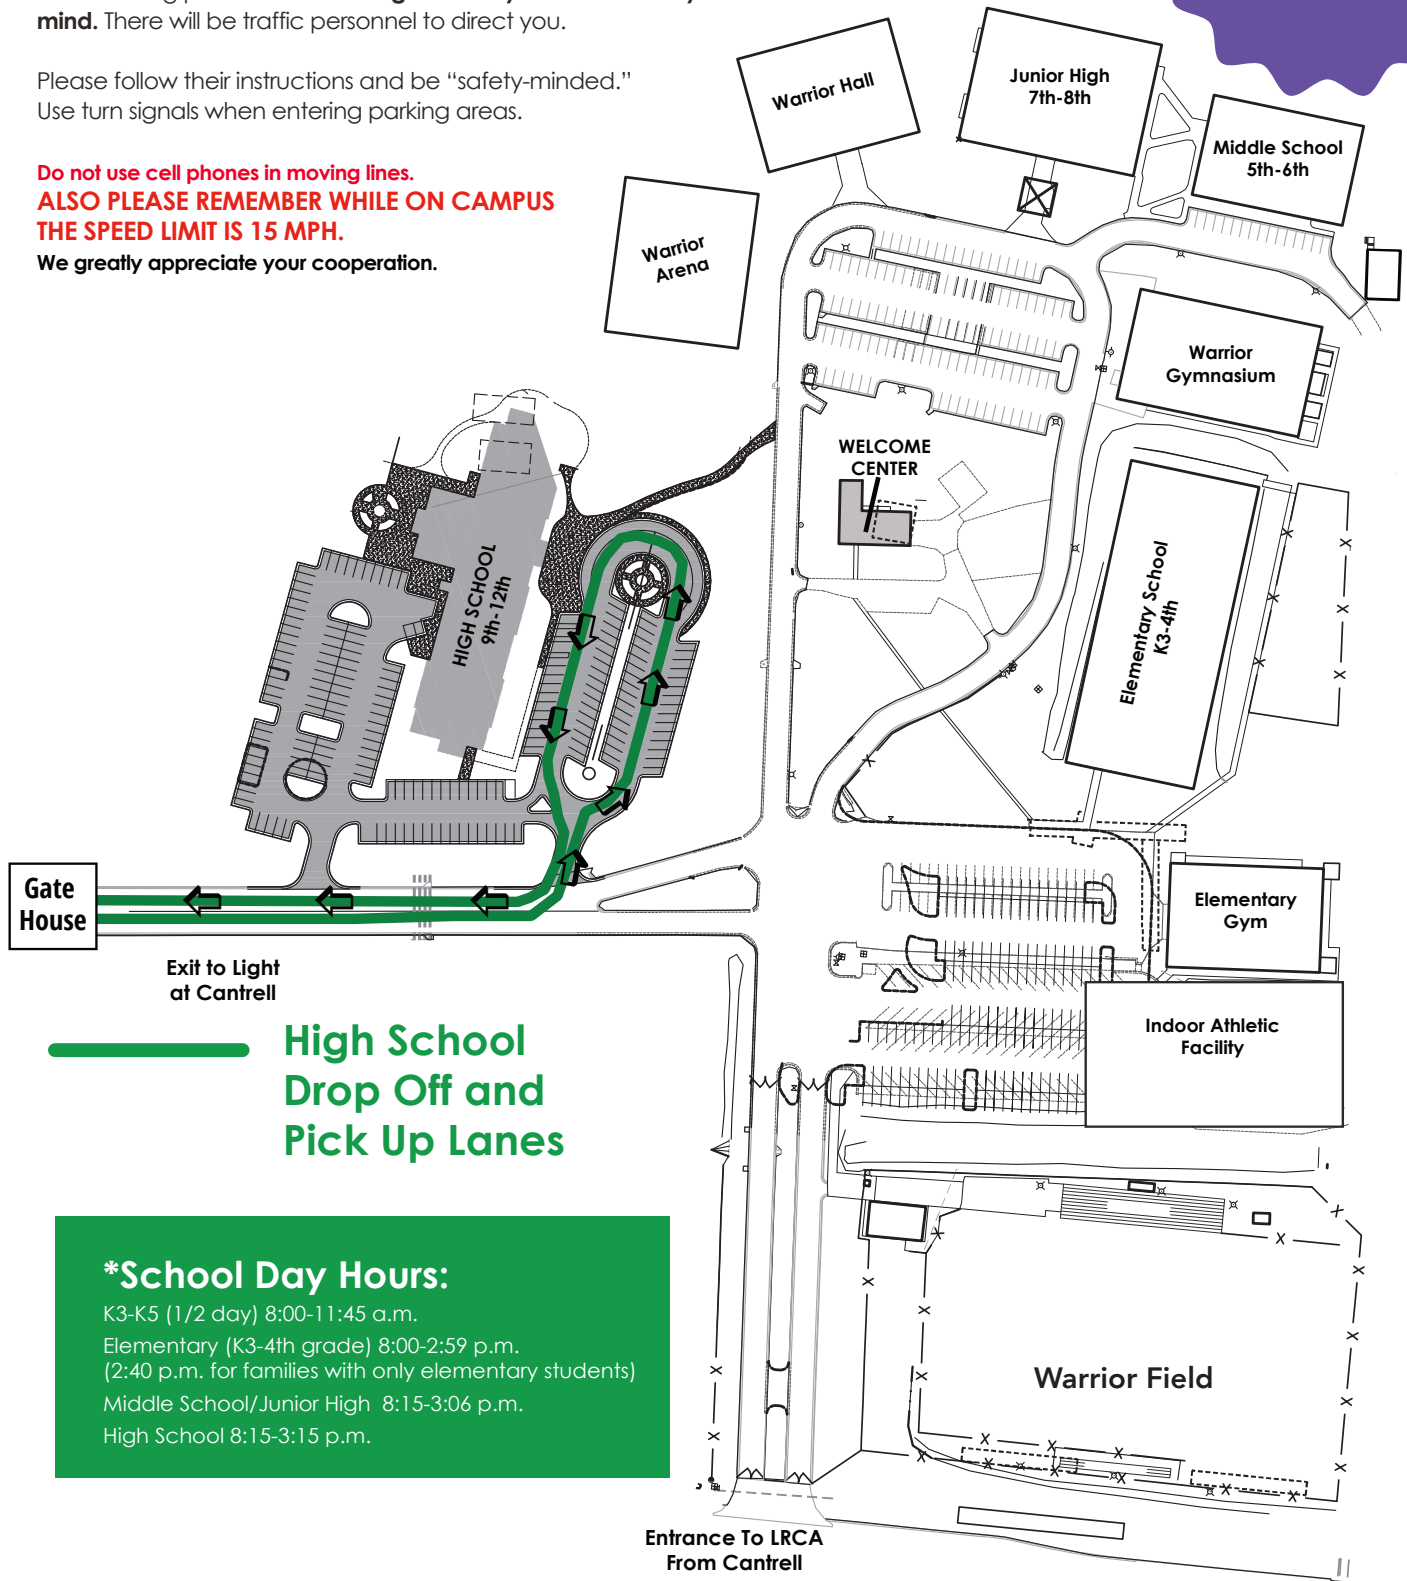 mind. There will be traffic personnel to direct you.
Please follow their instructions and be “safety-minded.”
Use turn signals when entering parking areas.
Do not use cell phones in moving lines.
ALSO PLEASE REMEMBER WHILE ON CAMPUS
THE SPEED LIMIT IS 15 MPH.
We greatly appreciate your cooperation.
Warrior Hall
Junior High
7th-8th
Middle School
5th-6th
Warrior
Arena
Warrior
Gymnasium
WELCOME
CENTER
HIGH SCHOOL
9th-12th
Elementary School
K3-4th
Gate
House
Elementary
Gym
Exit to Light
at Cantrell
Indoor Athletic
Facility
High School
Drop Off and
Pick Up Lanes
*School Day Hours:
K3-K5 (1/2 day) 8:00-11:45 a.m.
Elementary (K3-4th grade) 8:00-2:59 p.m.
(2:40 p.m. for families with only elementary students)
Middle School/Junior High 8:15-3:06 p.m.
High School 8:15-3:15 p.m.
Warrior Field
Entrance To LRCA
From Cantrell